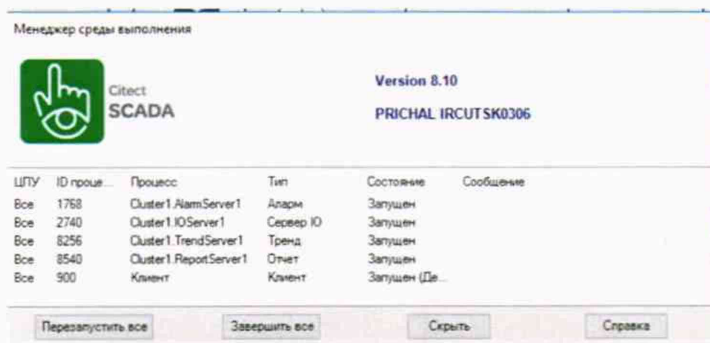 Менеджер среды выполнения
Citect
SCADA
Version 8.10
PRICHAL IRCUTSK0306
ЦПУ ID проце... Процесс Тип Состояние Сообщение
Все 1768 Cluster1.AlarmServer1 Аларм Запущен
Все 2740 Cluster1.IOServer1 Сервер IO Запущен
Все 8256 Cluster1.TrendServer1 Тренд Запущен
Все 8540 Cluster1.ReportServer1 Отчет Запущен
Все 900 Клиент Клиент Запущен (Де...
Перезапустить все Завершить все Скрыть Справка